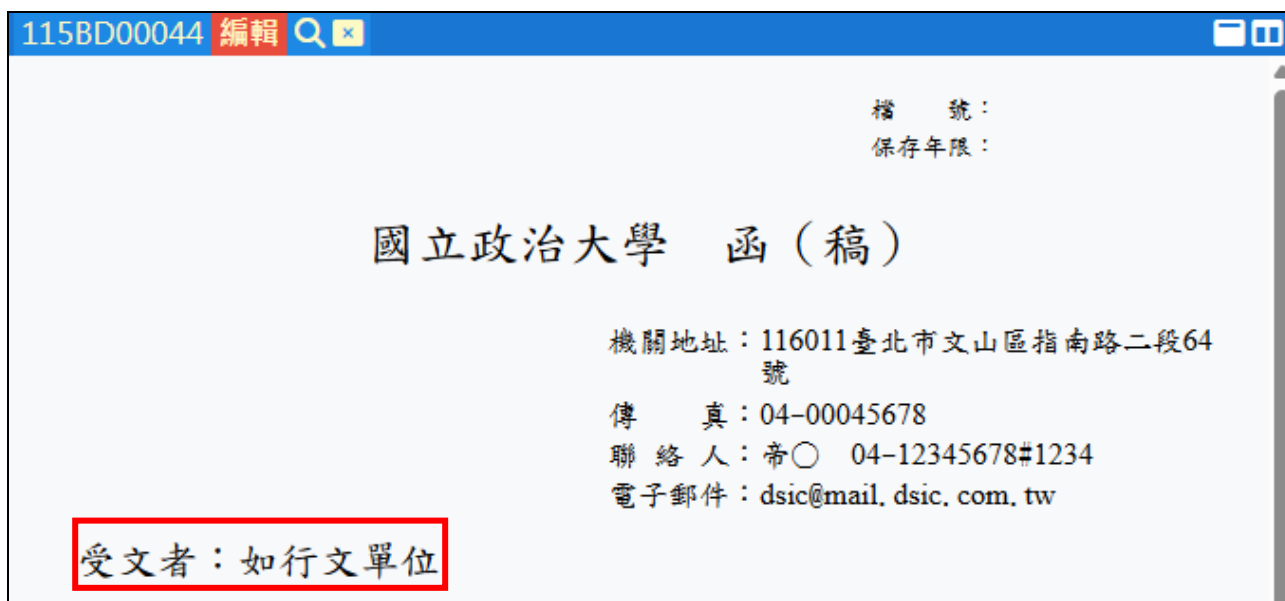 115BD00044 編輯
檔　　號：
保存年限：
國立政治大學　函（稿）
機關地址：116011臺北市文山區指南路二段64
號
傳　　真：04-00045678
聯 絡 人：帝○　04-12345678#1234
電子郵件：dsic@mail.dsic.com.tw
受文者：如行文單位